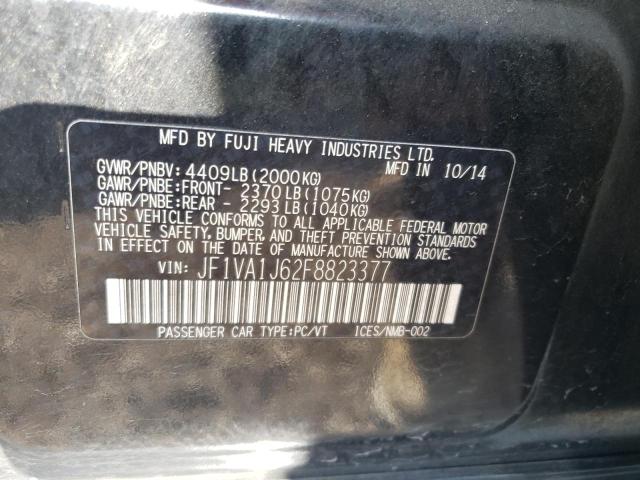 MFD BY FUJI HEAVY INDUSTRIES LTD.
MFD IN 10/14
GVWR/PNBV: 4409LB(2000KG)
GAWR/PNBE:FRONT- 2370LB(1075KG)
GAWR/PNBE:REAR - 2293LB(1040KG)
THIS VEHICLE CONFORMS TO ALL APPLICABLE FEDERAL MOTOR
VEHICLE SAFETY, BUMPER, AND THEFT PREVENTION STANDARDS
IN EFFECT ON THE DATE OF MANUFACTURE SHOWN ABOVE.
VIN: JF1VA1J62F8823377
PASSENGER CAR TYPE:PC/VT ICES/NMB-002